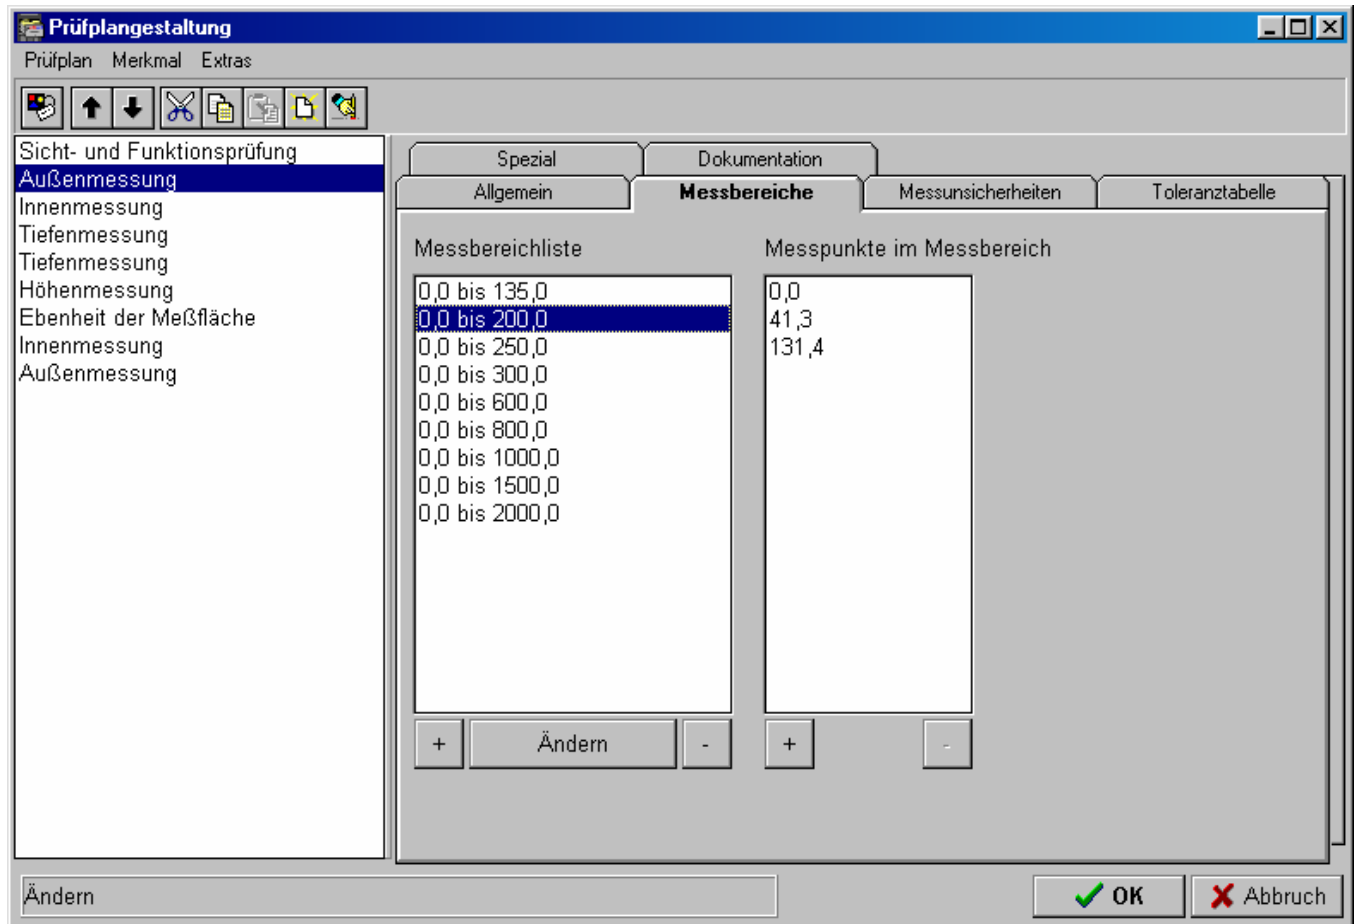 Prüfplangestaltung
Prüfplan Merkmal Extras
Sicht- und Funktionsprüfung
Außenmessung
Innenmessung
Tiefenmessung
Tiefenmessung
Höhenmessung
Ebenheit der Meßfläche
Innenmessung
Außenmessung
Spezial Dokumentation
Allgemein Messbereiche Messunsicherheiten Toleranztabelle
Messbereichliste
0,0 bis 135,0
0,0 bis 200,0
0,0 bis 250,0
0,0 bis 300,0
0,0 bis 600,0
0,0 bis 800,0
0,0 bis 1000,0
0,0 bis 1500,0
0,0 bis 2000,0
+ Ändern -
Messpunkte im Messbereich
0,0
41,3
131,4
+ -
Ändern
OK Abbruch